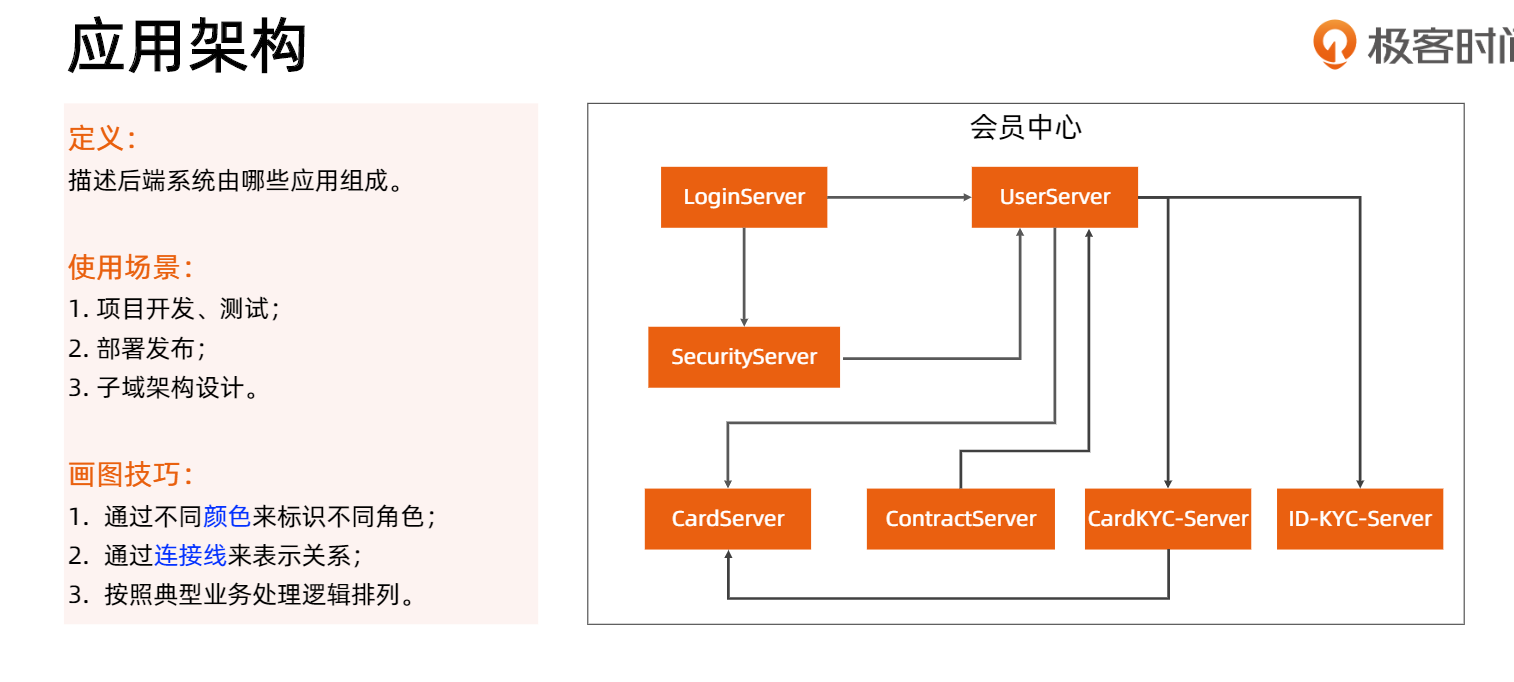 应用架构
极客时间
定义：
描述后端系统由哪些应用组成。
使用场景：
1. 项目开发、测试；
2. 部署发布；
3. 子域架构设计。
画图技巧：
1. 通过不同颜色来标识不同角色；
2. 通过连接线来表示关系；
3. 按照典型业务处理逻辑排列。
会员中心
LoginServer
UserServer
SecurityServer
CardServer
ContractServer
CardKYC-Server
ID-KYC-Server